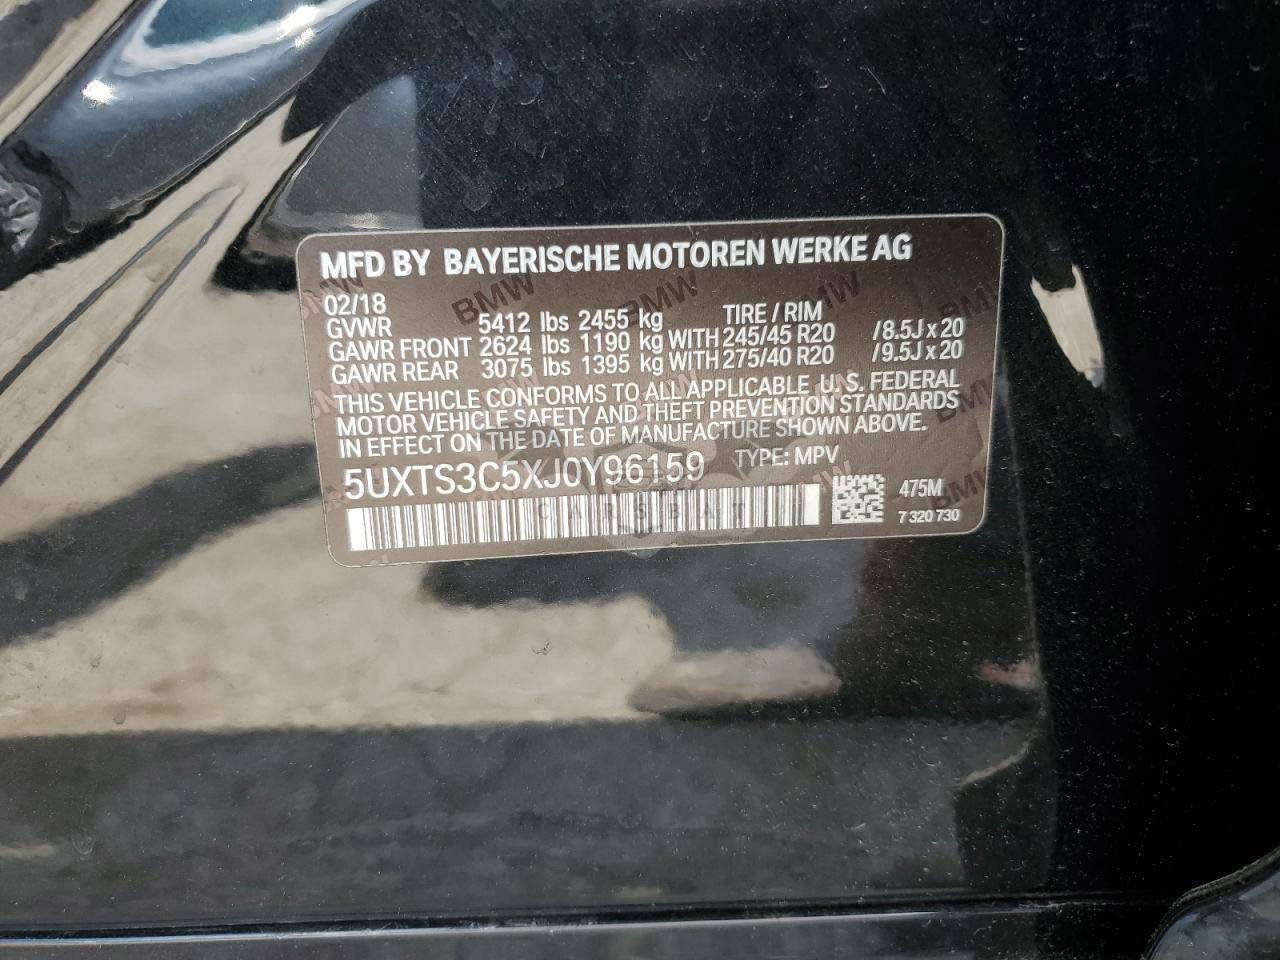 MFD BY BAYERISCHE MOTOREN WERKE AG
02/18 TIRE / RIM
GVWR 5412 lbs 2455 kg
GAWR FRONT 2624 lbs 1190 kg WITH 245/45 R20 /8.5J x 20
GAWR REAR 3075 lbs 1395 kg WITH 275/40 R20 /9.5J x 20
THIS VEHICLE CONFORMS TO ALL APPLICABLE U.S. FEDERAL
MOTOR VEHICLE SAFETY AND THEFT PREVENTION STANDARDS
IN EFFECT ON THE DATE OF MANUFACTURE SHOWN ABOVE.
5UXTS3C5XJ0Y96159 TYPE: MPV
475M
7 320 730
CARSBAT